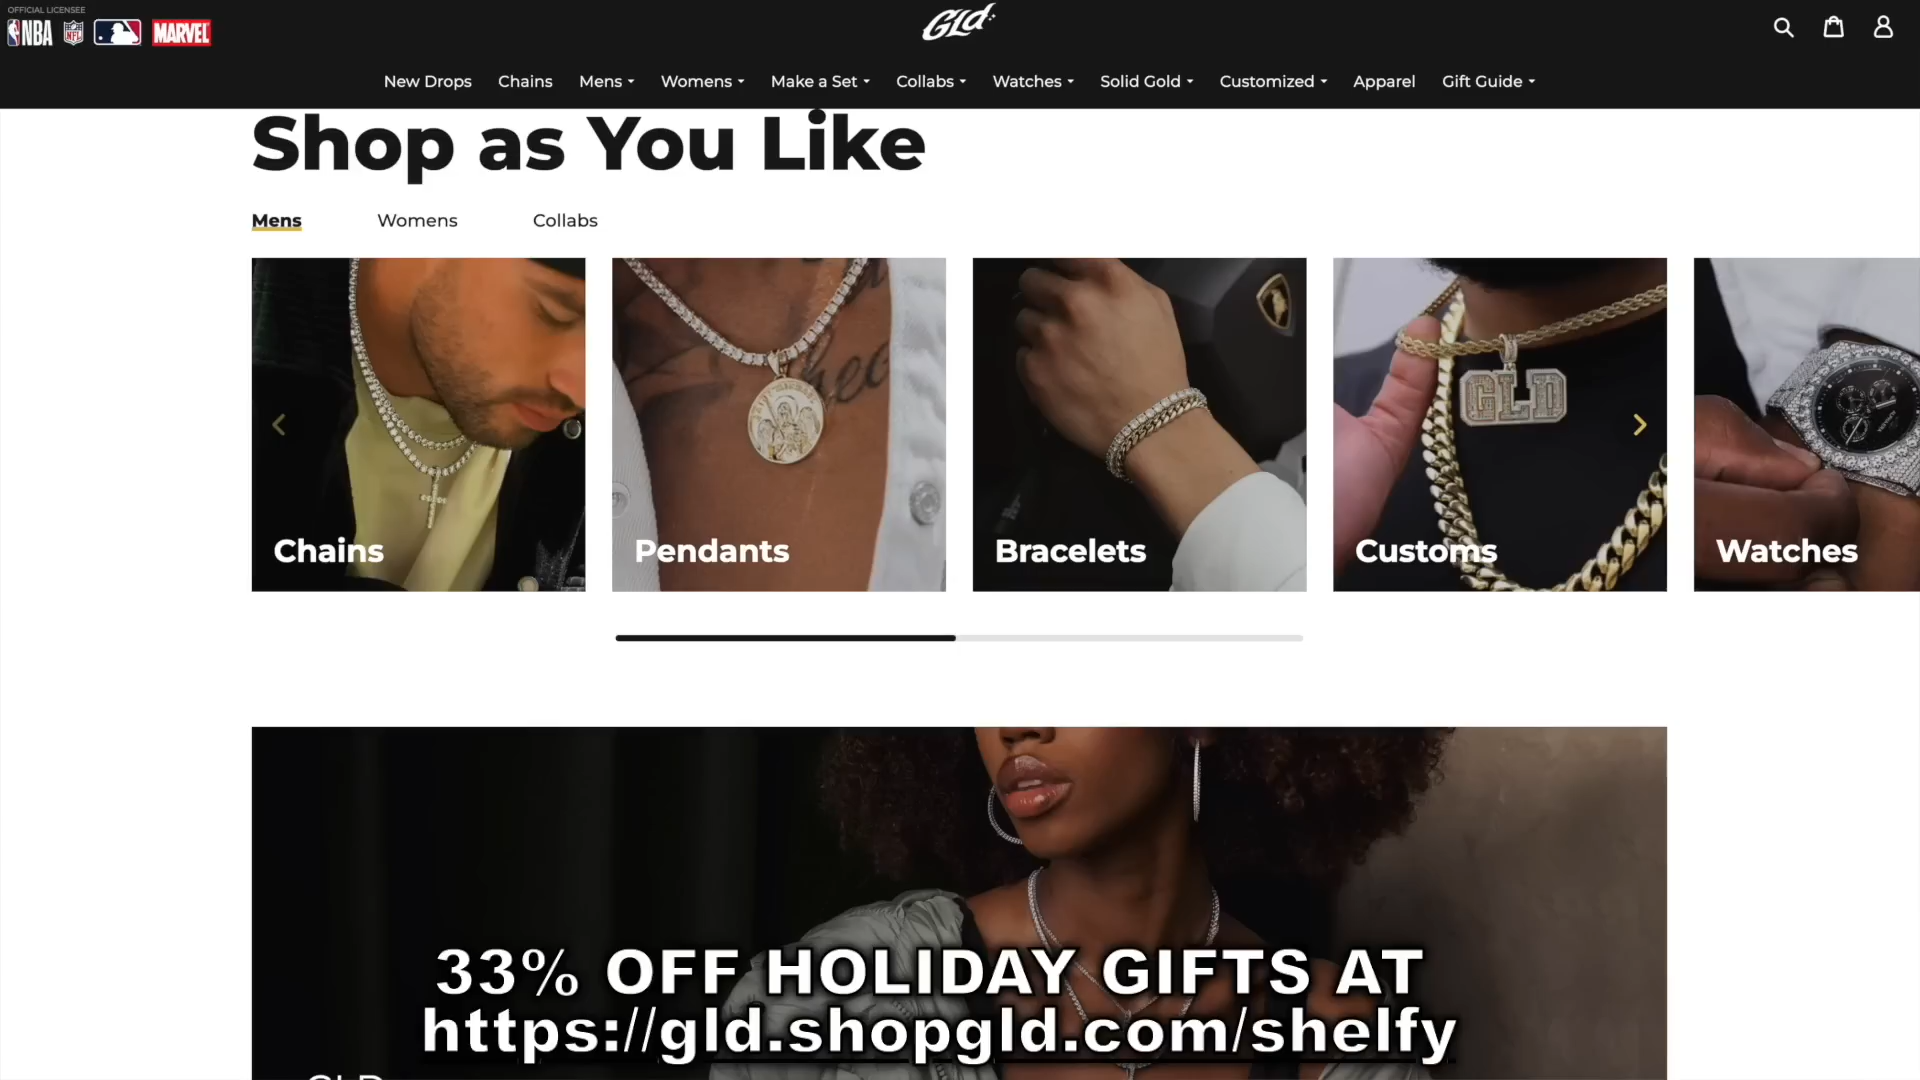 OFFICIAL LICENSEE
NBA NFL MARVEL
GLD
New Drops Chains Mens Womens Make a Set Collabs Watches Solid Gold Customized Apparel Gift Guide
Shop as You Like
Mens Womens Collabs
GLD
Chains Pendants Bracelets Customs Watches
33% OFF HOLIDAY GIFTS AT
https://gld.shopgld.com/shelfy